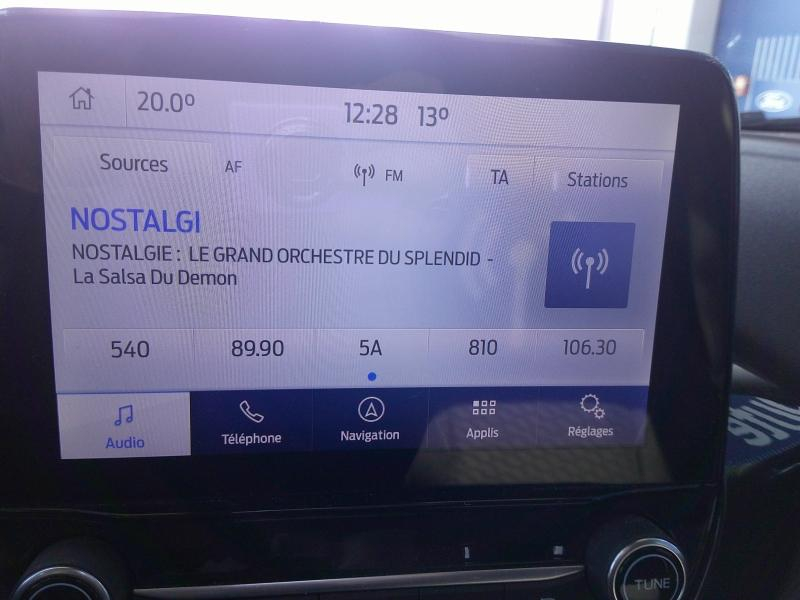 20.0° 12:28 13°
Sources AF FM TA Stations
NOSTALGI
NOSTALGIE : LE GRAND ORCHESTRE DU SPLENDID -
La Salsa Du Demon
540 89.90 5A 810 106.30
Audio Téléphone Navigation Applis Réglages
TUNE